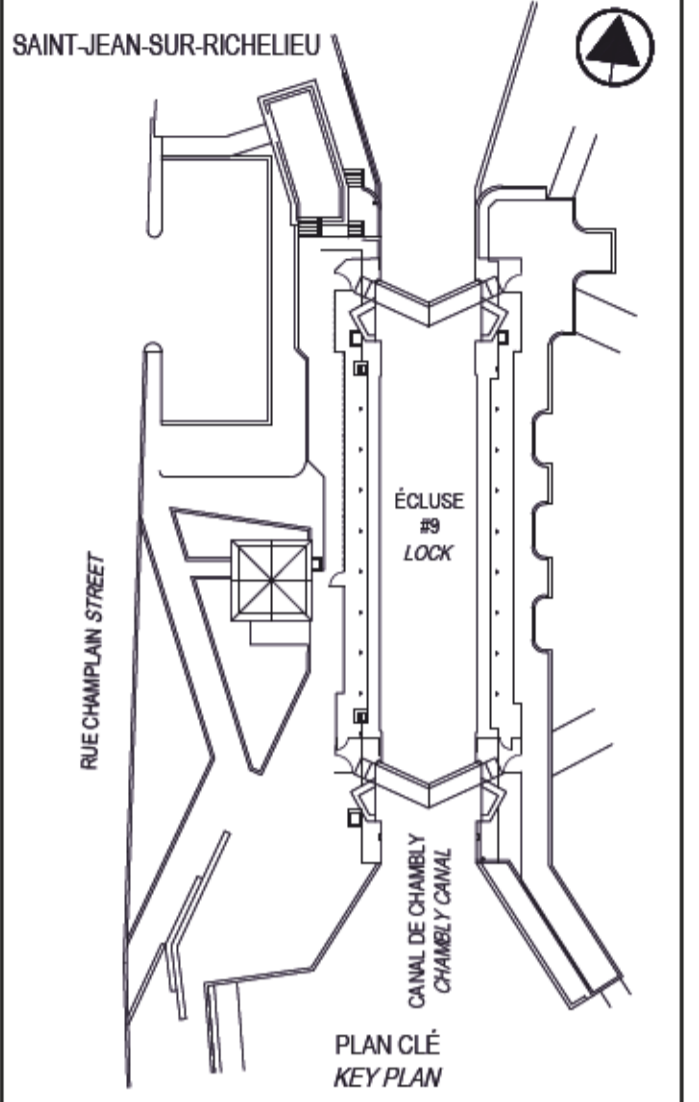 SAINT-JEAN-SUR-RICHELIEU
ÉCLUSE
#9
LOCK
RUE CHAMPLAIN STREET
CANAL DE CHAMBLY
CHAMBLY CANAL
PLAN CLÉ
KEY PLAN